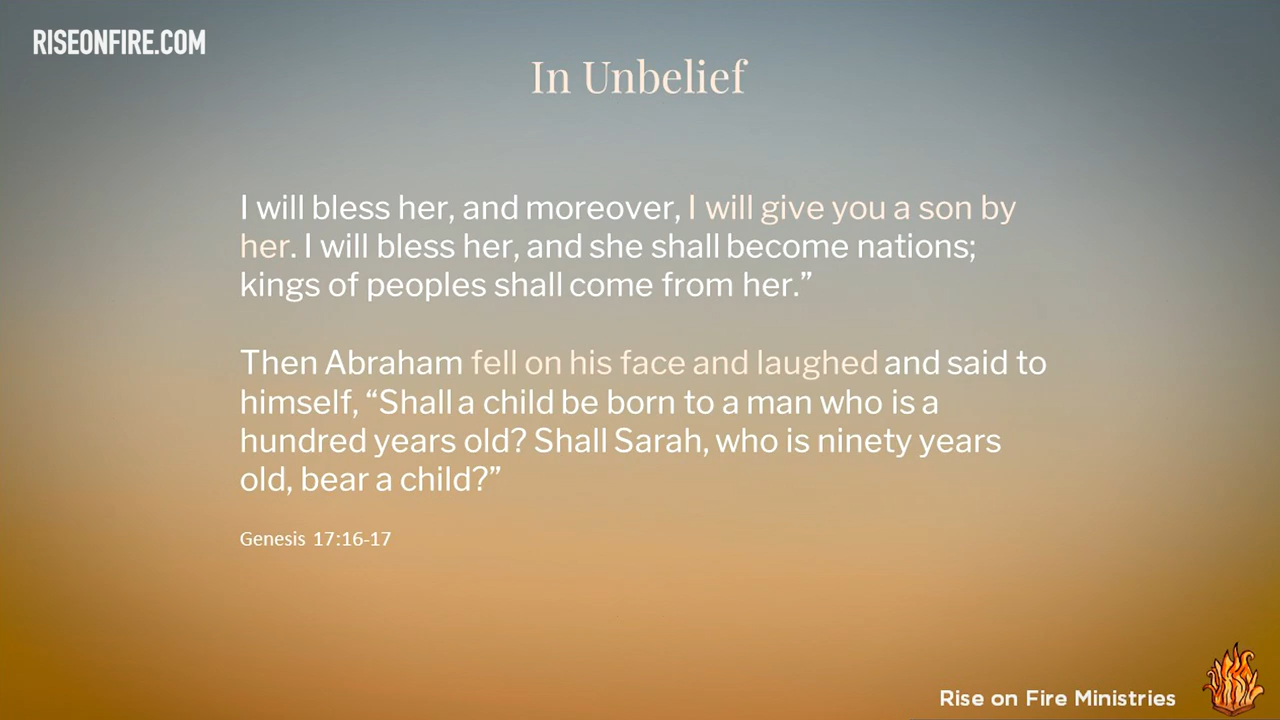 RISEONFIRE.COM
In Unbelief
I will bless her, and moreover, I will give you a son by
her. I will bless her, and she shall become nations;
kings of peoples shall come from her.”
Then Abraham fell on his face and laughed and said to
himself, “Shall a child be born to a man who is a
hundred years old? Shall Sarah, who is ninety years
old, bear a child?”
Genesis 17:16-17
Rise on Fire Ministries